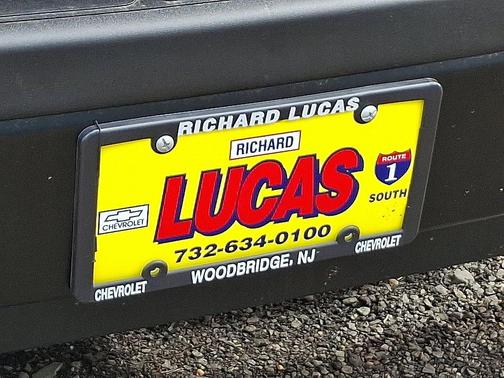 RICHARD LUCAS
RICHARD
LUCAS
ROUTE
1
SOUTH
CHEVROLET
732-634-0100
CHEVROLET
WOODBRIDGE, NJ
CHEVROLET